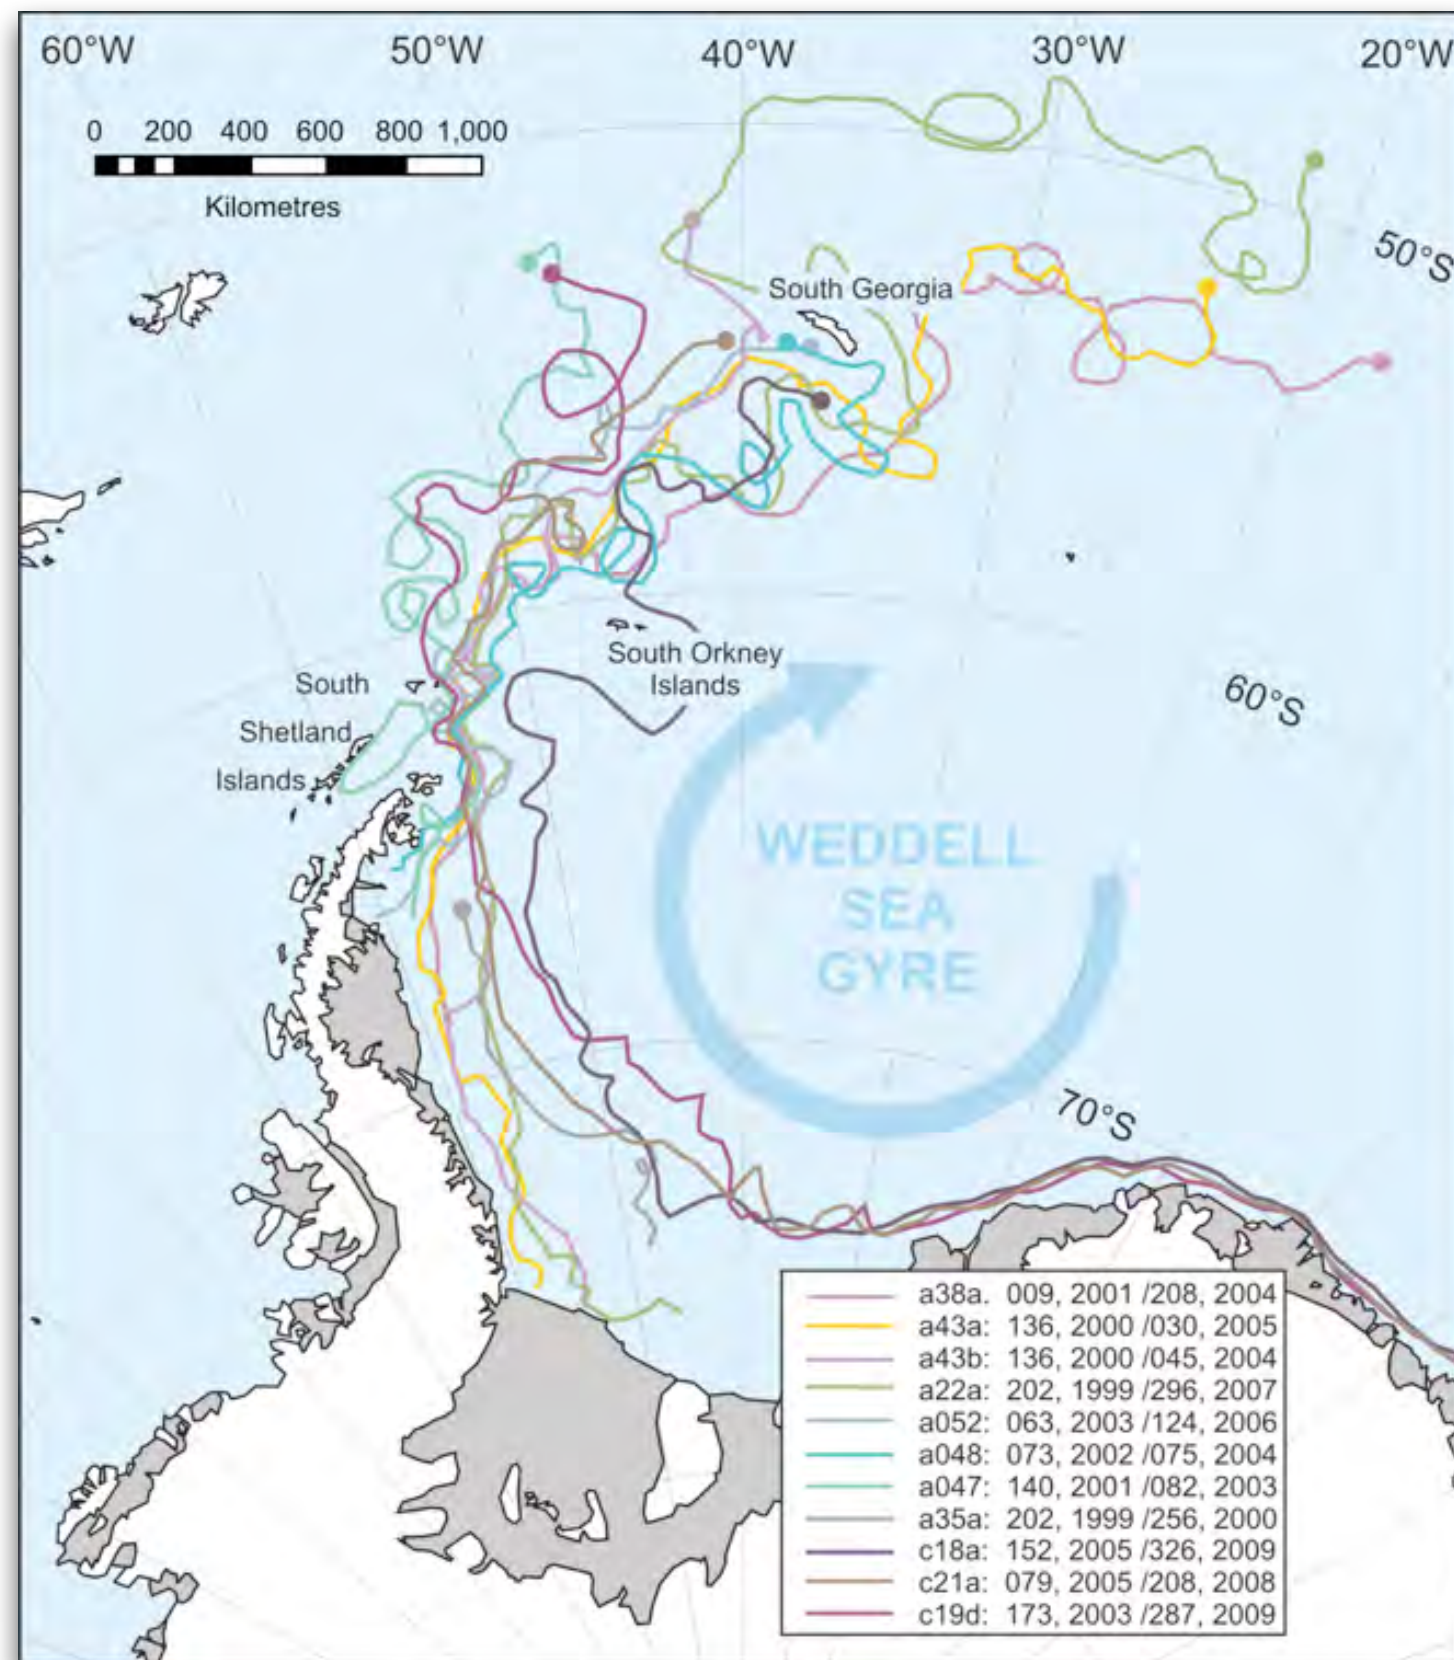 60°W 50°W 40°W 30°W 20°W
0 200 400 600 800 1,000
Kilometres
50°S
South Georgia
South Orkney
Islands
South
Shetland
Islands
60°S
WEDDELL
SEA
GYRE
70°S
a38a: 009, 2001 /208, 2004
a43a: 136, 2000 /030, 2005
a43b: 136, 2000 /045, 2004
a22a: 202, 1999 /296, 2007
a052: 063, 2003 /124, 2006
a048: 073, 2002 /075, 2004
a047: 140, 2001 /082, 2003
a35a: 202, 1999 /256, 2000
c18a: 152, 2005 /326, 2009
c21a: 079, 2005 /208, 2008
c19d: 173, 2003 /287, 2009